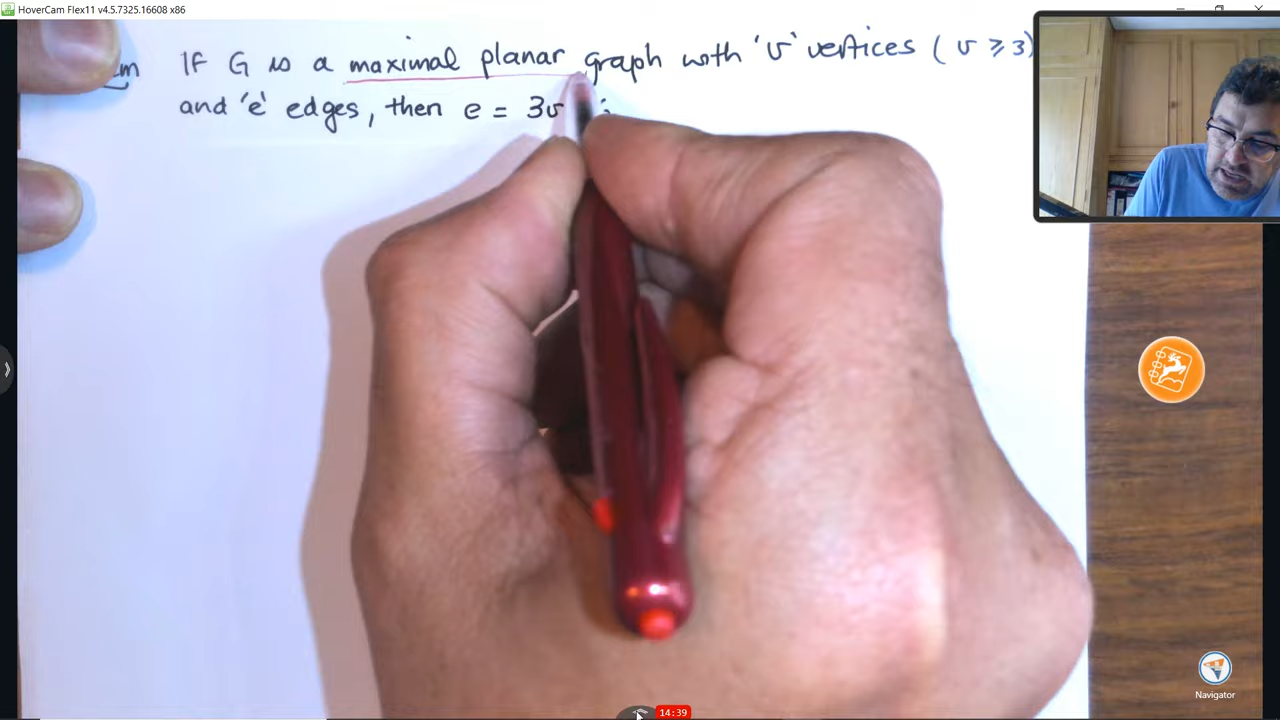 HoverCam Flex11 v4.5.7325.16608 x86
If G is a maximal planar graph with 'v' vertices (v ≥ 3)
and 'e' edges, then e = 3v
Navigator
14:39